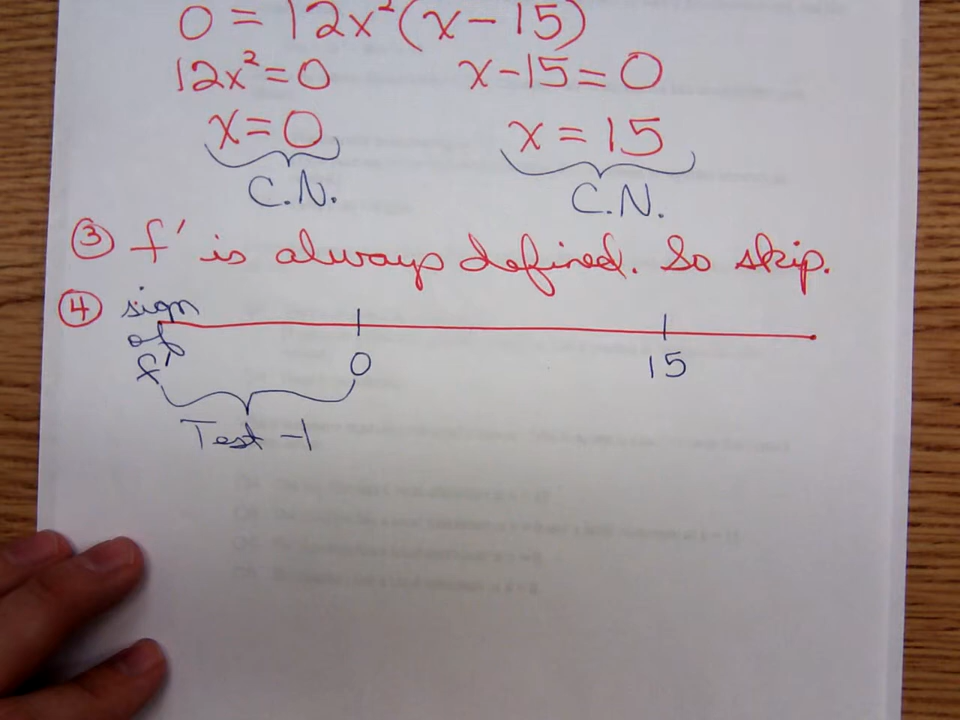 0 = 12x²(x-15)
12x²=0 x-15=0
x=0 x=15
C.N. C.N.
③ f' is always defined. So skip.
④ sign
of
f'
0 15
Test -1